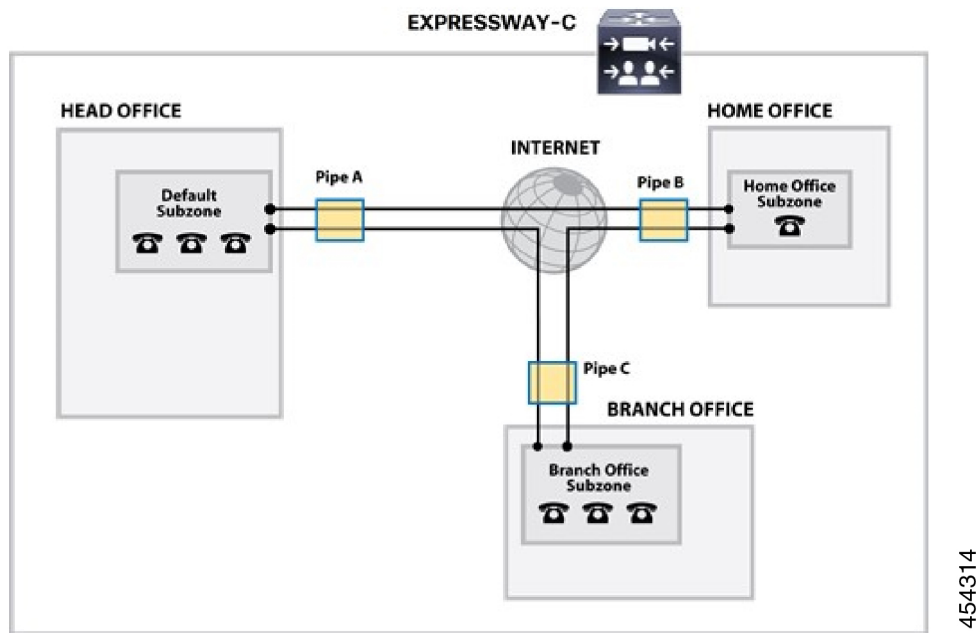 EXPRESSWAY-C
HEAD OFFICE
HOME OFFICE
INTERNET
Pipe A
Pipe B
Default
Subzone
Home Office
Subzone
Pipe C
BRANCH OFFICE
Branch Office
Subzone
454314